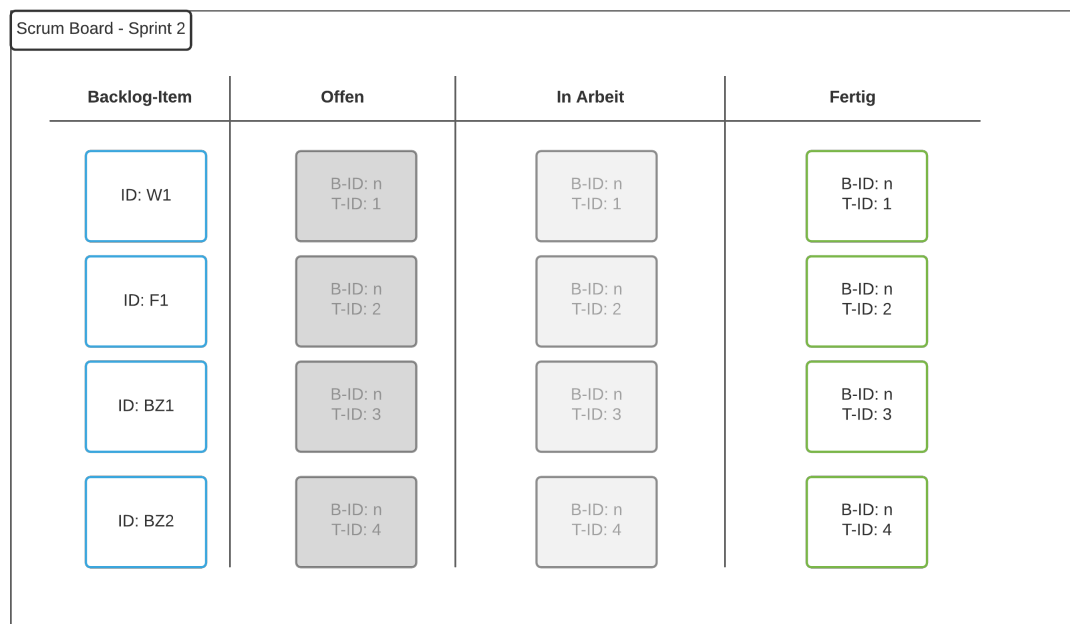 Scrum Board - Sprint 2
Backlog-Item
Offen
In Arbeit
Fertig
ID: W1
B-ID: n
T-ID: 1
B-ID: n
T-ID: 1
B-ID: n
T-ID: 1
ID: F1
B-ID: n
T-ID: 2
B-ID: n
T-ID: 2
B-ID: n
T-ID: 2
ID: BZ1
B-ID: n
T-ID: 3
B-ID: n
T-ID: 3
B-ID: n
T-ID: 3
ID: BZ2
B-ID: n
T-ID: 4
B-ID: n
T-ID: 4
B-ID: n
T-ID: 4